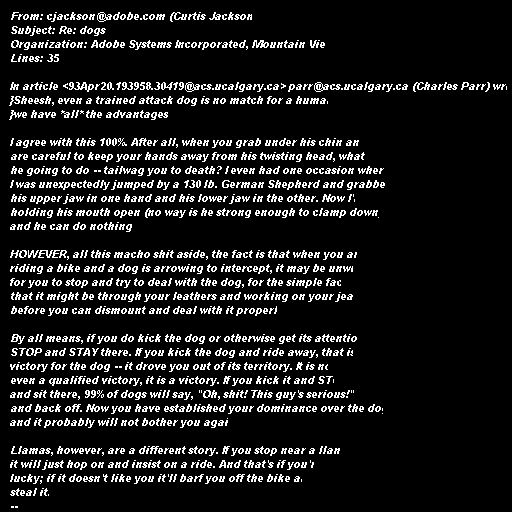 From: cjackson@adobe.com (Curtis Jackson
Subject: Re: dogs
Organization: Adobe Systems Incorporated, Mountain Vie
Lines: 35
In article <93Apr20.193958.30419@acs.ucalgary.ca> parr@acs.ucalgary.ca (Charles Parr) wr
}Sheesh, even a trained attack dog is no match for a huma
}we have *all* the advantages
I agree with this 100%. After all, when you grab under his chin an
are careful to keep your hands away from his twisting head, what
he going to do -- tailwag you to death? I even had one occasion wher
I was unexpectedly jumped by a 130 lb. German Shepherd and grabbe
his upper jaw in one hand and his lower jaw in the other. Now I'
holding his mouth open (no way is he strong enough to clamp down
and he can do nothing
HOWEVER, all this macho shit aside, the fact is that when you ar
riding a bike and a dog is arrowing to intercept, it may be unw
for you to stop and try to deal with the dog, for the simple fac
that it might be through your leathers and working on your jea
before you can dismount and deal with it properl
By all means, if you do kick the dog or otherwise get its attentio
STOP and STAY there. If you kick the dog and ride away, that is
victory for the dog -- it drove you out of its territory. It is no
even a qualified victory, it is a victory. If you kick it and ST
and sit there, 99% of dogs will say, "Oh, shit! This guy's serious!"
and back off. Now you have established your dominance over the dog
and it probably will not bother you agai
Llamas, however, are a different story. If you stop near a llam
it will just hop on and insist on a ride. And that's if you'r
lucky; if it doesn't like you it'll barf you off the bike a
steal it.
--